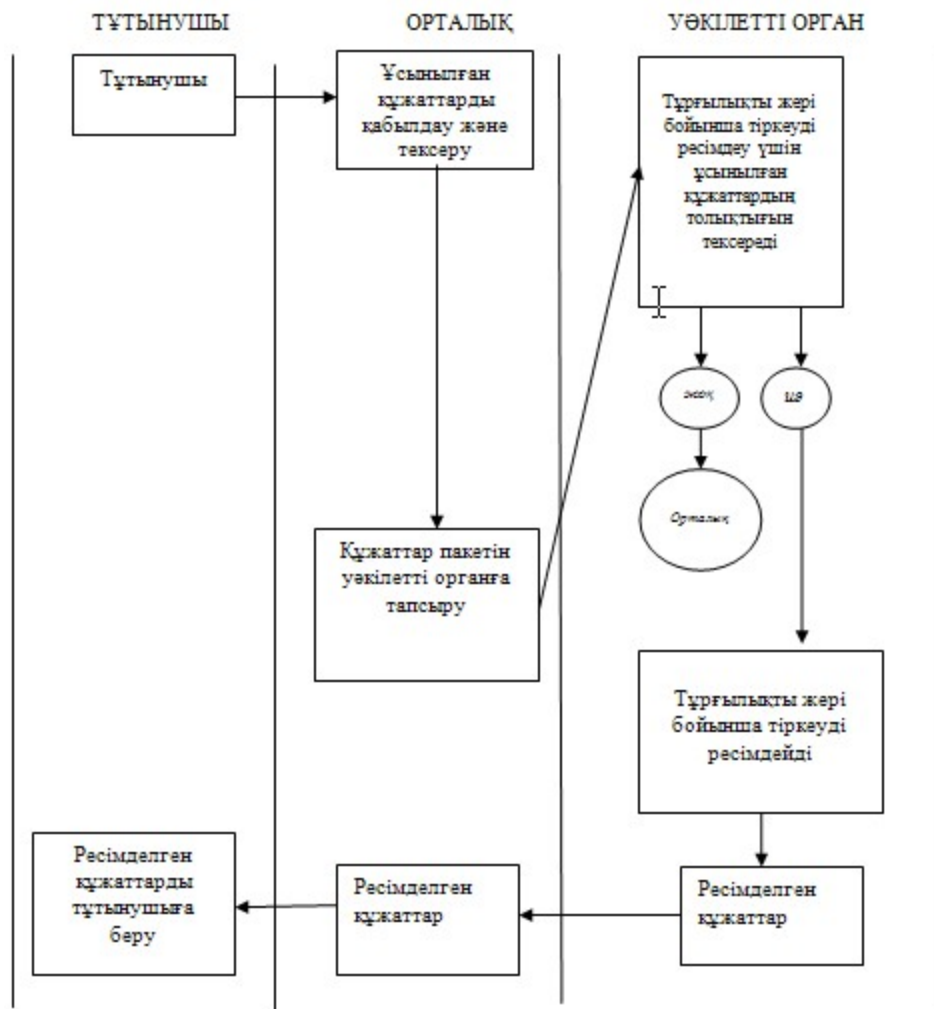 ТҰТЫНУШЫ
ОРТАЛЫҚ
УӘКІЛЕТТІ ОРГАН
Тұтынушы
Ұсынылған
құжаттарды
қабылдау және
тексеру
Тұрғылықты жері
бойынша тіркеуді
ресімдеу үшін
ұсынылған
құжаттардың
толықтығын
тексереді
жоқ
иә
Орталық
Құжаттар пакетін
уәкілетті органға
тапсыру
Тұрғылықты жері
бойынша тіркеуді
ресімдейді
Ресімделген
құжаттарды
тұтынушыға
беру
Ресімделген
құжаттар
Ресімделген
құжаттар